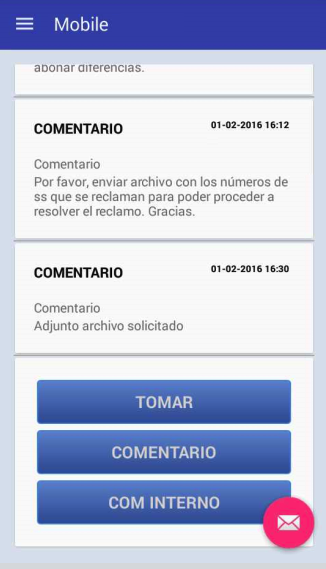 Mobile
abonar diferencias.
COMENTARIO
01-02-2016 16:12
Comentario
Por favor, enviar archivo con los números de
ss que se reclaman para poder proceder a
resolver el reclamo. Gracias.
COMENTARIO
01-02-2016 16:30
Comentario
Adjunto archivo solicitado
TOMAR
COMENTARIO
COM INTERNO